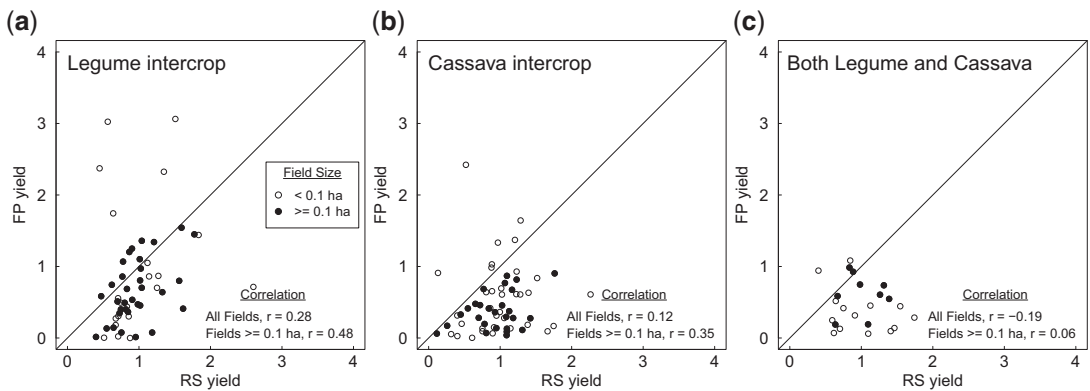 (a)
Legume intercrop
FP yield
4
3
2
1
0
Field Size
< 0.1 ha
>= 0.1 ha
Correlation
All Fields, r = 0.28
Fields >= 0.1 ha, r = 0.48
0 1 2 3 4
RS yield
(b)
Cassava intercrop
FP yield
4
3
2
1
0
Correlation
All Fields, r = 0.12
Fields >= 0.1 ha, r = 0.35
0 1 2 3 4
RS yield
(c)
Both Legume and Cassava
FP yield
4
3
2
1
0
Correlation
All Fields, r = −0.19
Fields >= 0.1 ha, r = 0.06
0 1 2 3 4
RS yield